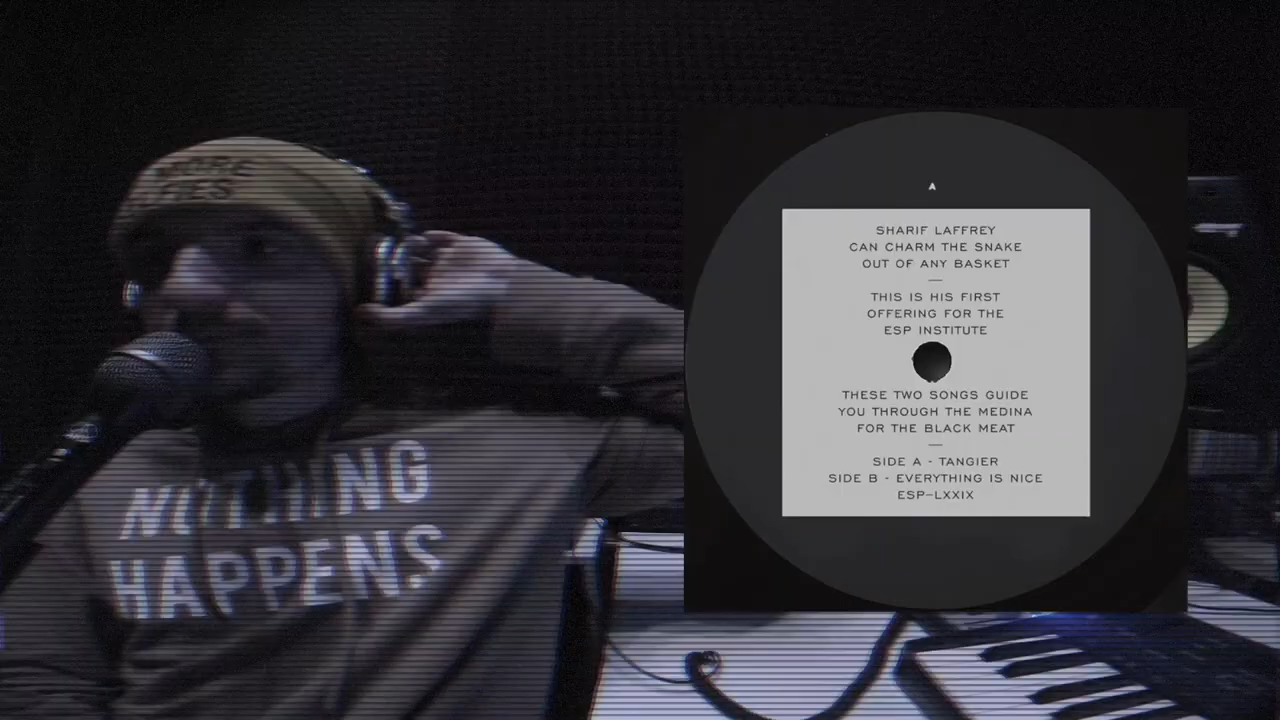 MORE
NOTHING
HAPPENS
A
SHARIF LAFFREY
CAN CHARM THE SNAKE
OUT OF ANY BASKET
—
THIS IS HIS FIRST
OFFERING FOR THE
ESP INSTITUTE
THESE TWO SONGS GUIDE
YOU THROUGH THE MEDINA
FOR THE BLACK MEAT
—
SIDE A - TANGIER
SIDE B - EVERYTHING IS NICE
ESP–LXXIX